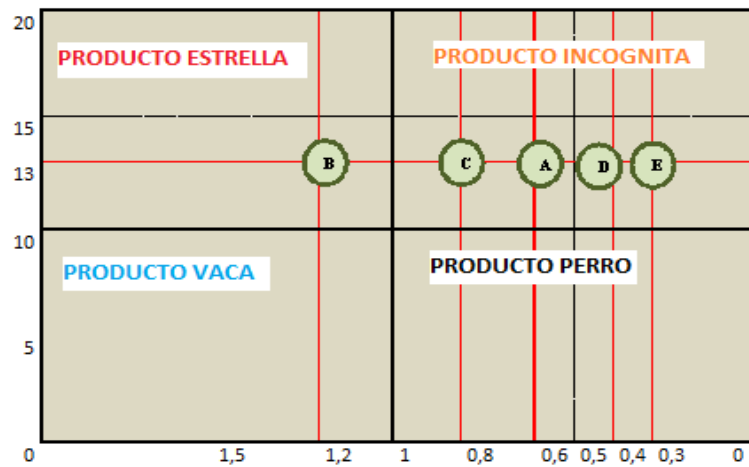 20
PRODUCTO ESTRELLA PRODUCTO INCOGNITA
15
13 B C A D E
10
PRODUCTO VACA PRODUCTO PERRO
5
0 1,5 1,2 1 0,8 0,6 0,5 0,4 0,3 0